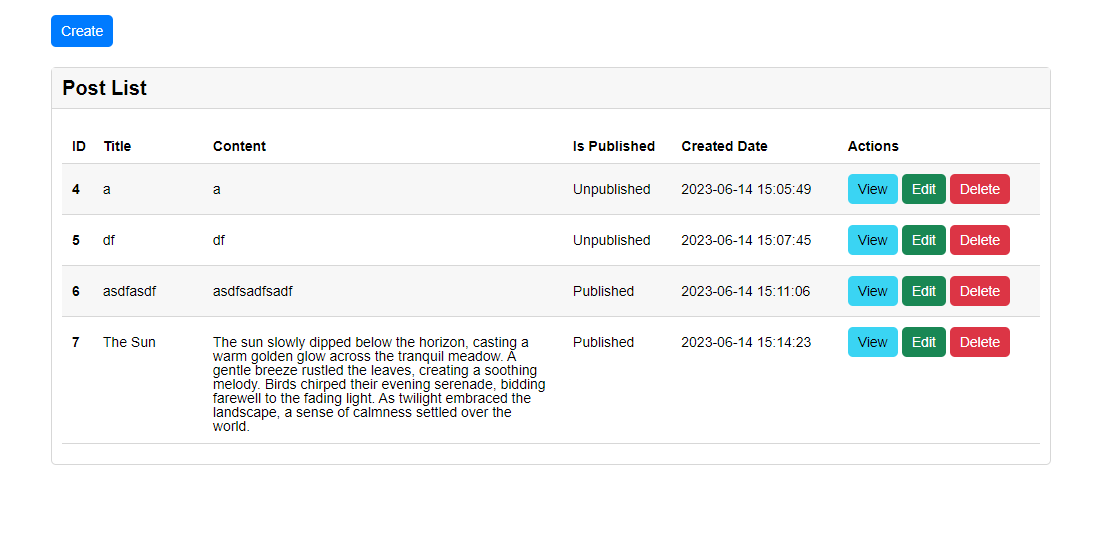 Create
Post List
ID Title Content Is Published Created Date Actions
4 a a Unpublished 2023-06-14 15:05:49 View Edit Delete
5 df df Unpublished 2023-06-14 15:07:45 View Edit Delete
6 asdfasdf asdfsadfsadf Published 2023-06-14 15:11:06 View Edit Delete
7 The Sun The sun slowly dipped below the horizon, casting a Published 2023-06-14 15:14:23 View Edit Delete
warm golden glow across the tranquil meadow. A
gentle breeze rustled the leaves, creating a soothing
melody. Birds chirped their evening serenade, bidding
farewell to the fading light. As twilight embraced the
landscape, a sense of calmness settled over the
world.